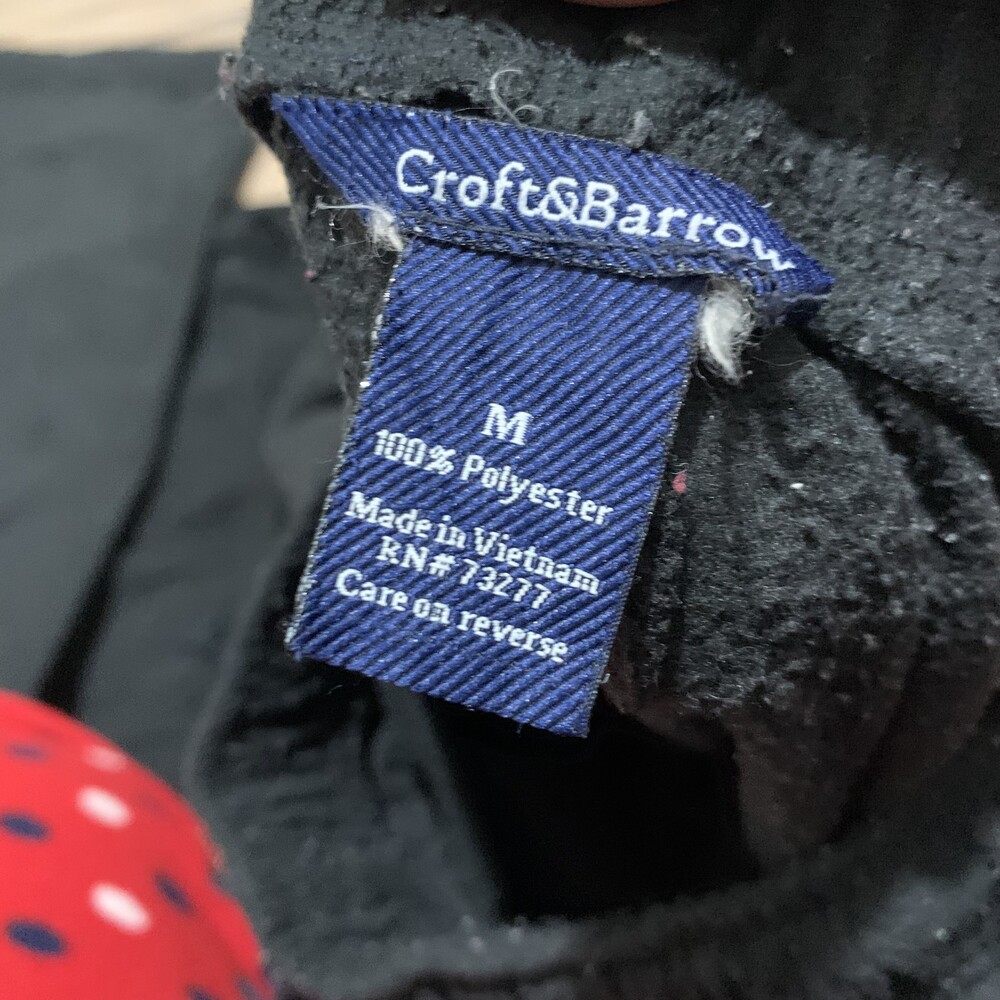 Croft&Barrow
M
100% Polyester
Made in Vietnam
RN# 73277
Care on reverse